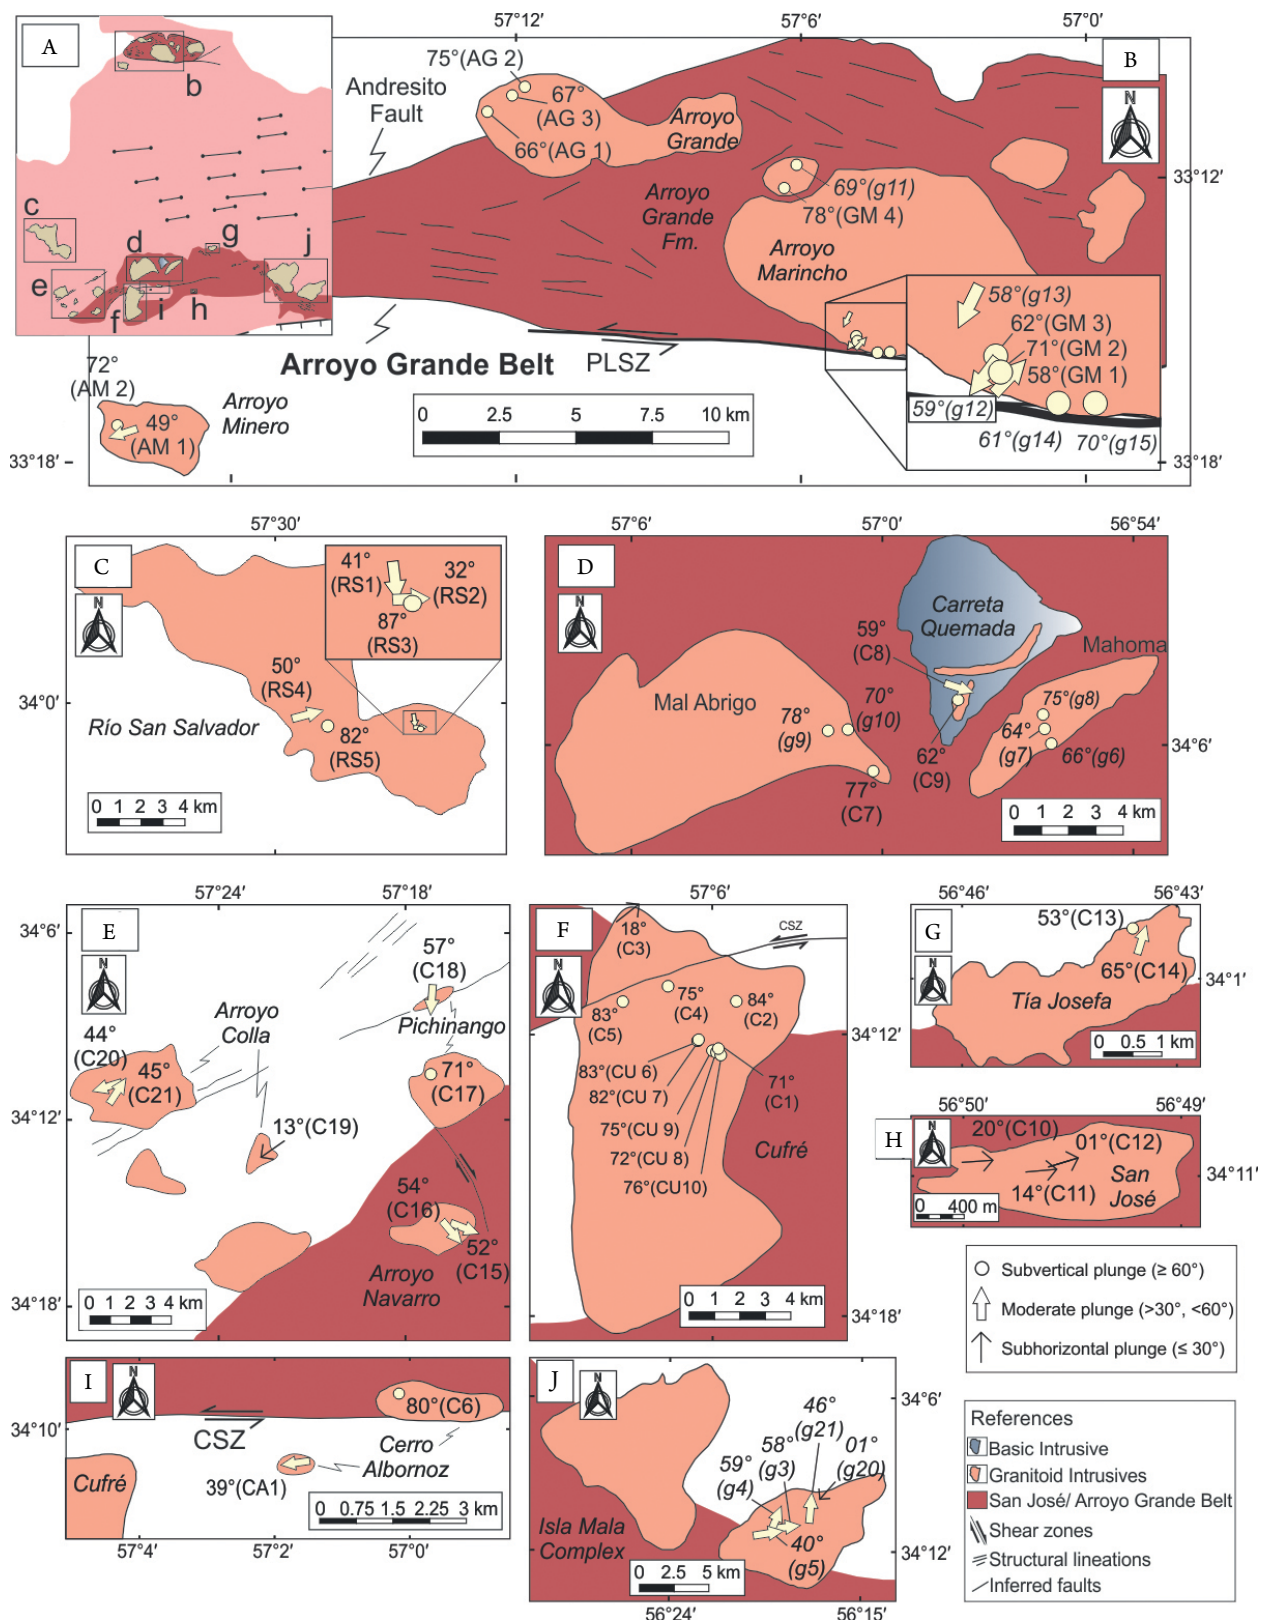 A
b
c
d
g
j
e
f
i
h
57°12′
57°6′
57°0′
B
N
75°(AG 2)
Andresito
Fault
67°
(AG 3)
66°(AG 1)
Arroyo
Grande
33°12′
69°(g11)
78°(GM 4)
Arroyo
Grande
Fm.
Arroyo
Marincho
58°(g13)
62°(GM 3)
71°(GM 2)
58°(GM 1)
59°(g12)
61°(g14)
70°(g15)
Arroyo Grande Belt
PLSZ
72°
(AM 2)
49°
(AM 1)
Arroyo
Minero
0 2.5 5 7.5 10 km
33°18′
33°18′
57°30′
C
N
41°
(RS1)
32°
(RS2)
87°
(RS3)
50°
(RS4)
82°
(RS5)
34°0′
Río San Salvador
0 1 2 3 4 km
57°6′
57°0′
56°54′
D
N
Carreta
Quemada
59°
(C8)
Mahoma
Mal Abrigo
70°
(g10)
78°
(g9)
75°(g8)
64°
(g7)
66°(g6)
62°
(C9)
77°
(C7)
34°6′
0 1 2 3 4 km
57°24′
57°18′
34°6′
E
N
57°
(C18)
Arroyo
Colla
Pichinango
44°
(C20)
45°
(C21)
71°
(C17)
34°12′
13°(C19)
54°
(C16)
52°
(C15)
Arroyo
Navarro
34°18′
0 1 2 3 4 km
57°6′
F
N
18°
(C3)
CSZ
83°
(C5)
75°
(C4)
84°
(C2)
34°12′
83°(CU 6)
82°(CU 7)
71°
(C1)
75°(CU 9)
72°(CU 8)
76°(CU10)
Cufré
0 1 2 3 4 km
34°18′
56°46′
56°43′
G
N
53°(C13)
65°(C14)
34°1′
Tía Josefa
0 0.5 1 km
56°50′
56°49′
H
N
20°(C10)
01°(C12)
14°(C11)
San
José
34°11′
0 400 m
Subvertical plunge (≥ 60°)
Moderate plunge (>30°, <60°)
Subhorizontal plunge (≤ 30°)
References
Basic Intrusive
Granitoid Intrusives
San José/ Arroyo Grande Belt
Shear zones
Structural lineations
Inferred faults
I
N
80°(C6)
34°10′
CSZ
Cerro
Albornoz
Cufré
39°(CA1)
0 0.75 1.5 2.25 3 km
57°4′
57°2′
57°0′
J
N
34°6′
46°
(g21)
58°
(g3)
01°
(g20)
59°
(g4)
40°
(g5)
Isla Mala
Complex
34°12′
0 2.5 5 km
56°24′
56°15′